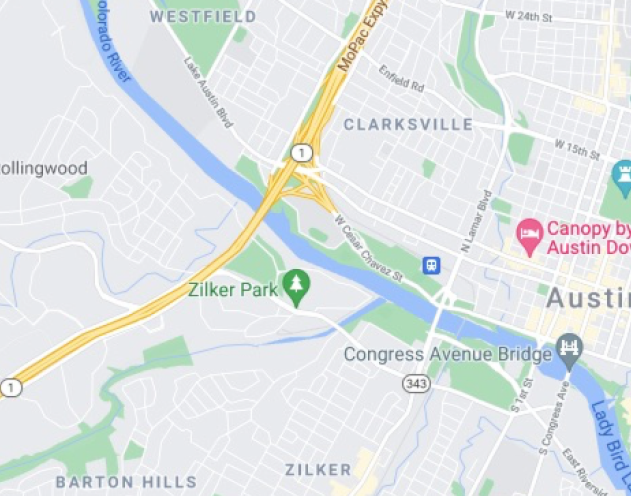 WESTFIELD
W 24th St
Colorado River
MoPac Expy
Lake Austin Blvd
Enfield Rd
CLARKSVILLE
W 15th St
1
ollingwood
N Lamar Blvd
W Cesar Chavez St
Canopy by
Austin Dov
Zilker Park
Austin
Congress Avenue Bridge
1
343
S 1st St
S Congress Ave
Lady Bird L
East Riversid
ZILKER
BARTON HILLS